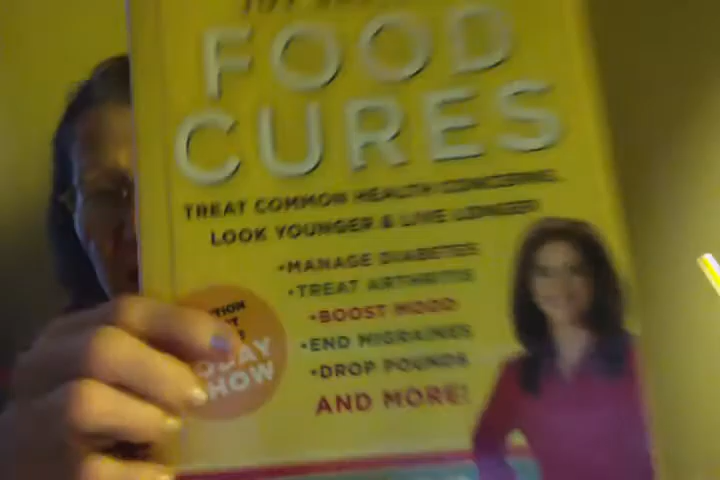 FOOD
CURES
TREAT COMMON HEALTH CONCERNS,
LOOK YOUNGER & LIVE LONGER
•MANAGE DIABETES
•TREAT ARTHRITIS
•BOOST MOOD
•END MIGRAINES
•DROP POUNDS
AND MORE!
TODAY
SHOW